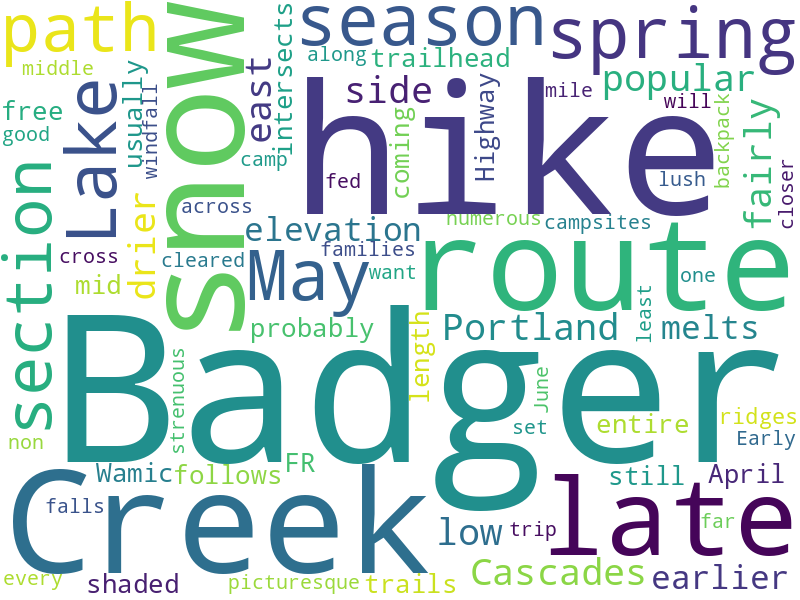 path
snow
season
spring
middle
along
trailhead
intersects
popular
Lake
usually
windfall
east
side
mile
will
free
good
hike
Highway
coming
backpack
fairly
closer
camp
fed
lush
section
drier
across
numerous
campsites
elevation
families
cross
cleared
May
want
route
one
mid
probably
length
Portland
least
melts
Badger
strenuous
June
set
entire
ridges
Early
non
Wamic
follows
FR
still
April
Creek
falls
low
trip
late
far
every
shaded
picturesque
trails
Cascades
earlier